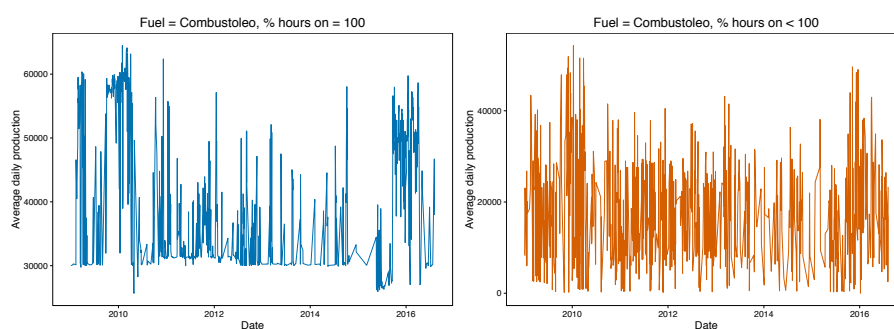 Fuel = Combustoleo, % hours on = 100
Average daily production
60000
50000
40000
30000
2010
2012
2014
2016
Date
Fuel = Combustoleo, % hours on < 100
Average daily production
40000
20000
0
2010
2012
2014
2016
Date